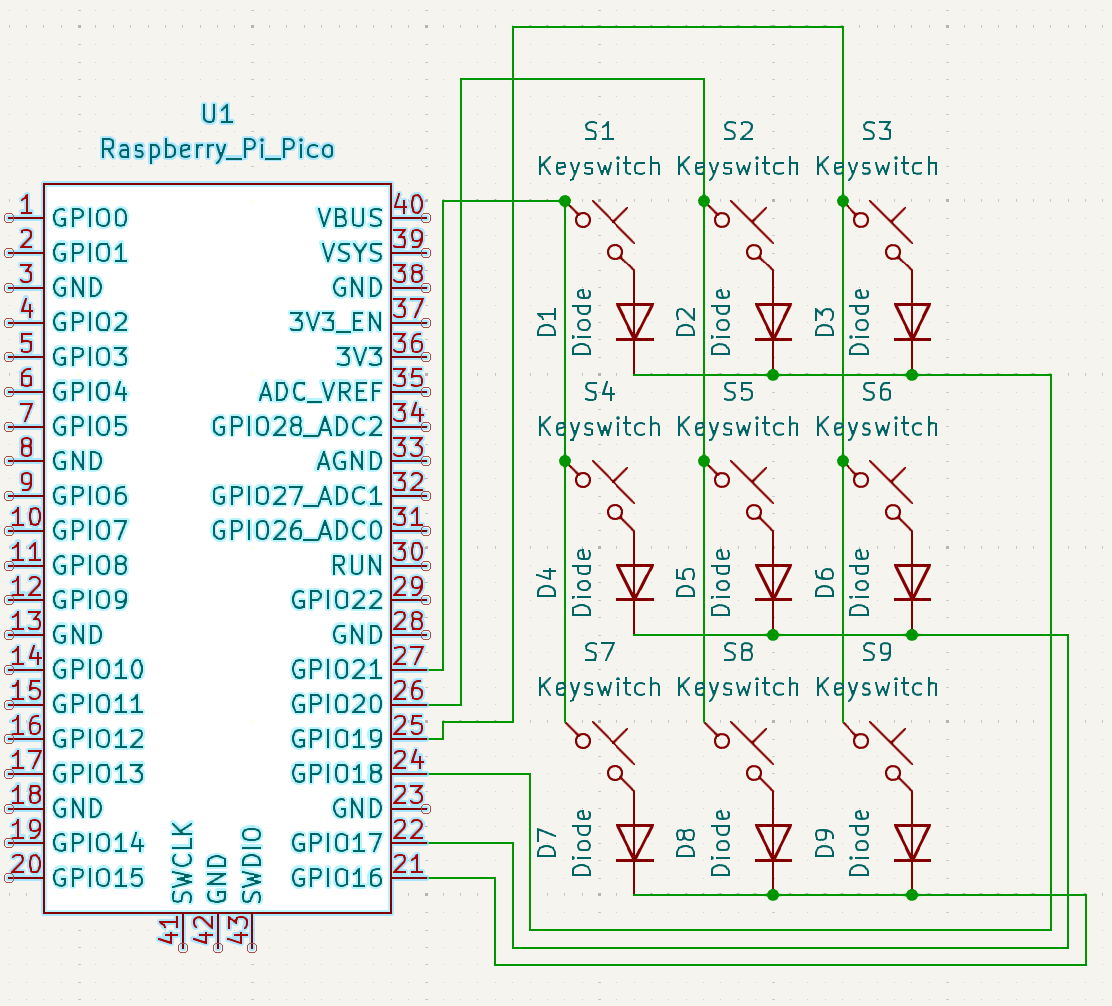 U1
Raspberry_Pi_Pico
1 GPIO0 VBUS 40
2 GPIO1 VSYS 39
3 GND GND 38
4 GPIO2 3V3_EN 37
5 GPIO3 3V3 36
6 GPIO4 ADC_VREF 35
7 GPIO5 GPIO28_ADC2 34
8 GND AGND 33
9 GPIO6 GPIO27_ADC1 32
10 GPIO7 GPIO26_ADC0 31
11 GPIO8 RUN 30
12 GPIO9 GPIO22 29
13 GND GND 28
14 GPIO10 GPIO21 27
15 GPIO11 GPIO20 26
16 GPIO12 GPIO19 25
17 GPIO13 GPIO18 24
18 GND GND 23
19 GPIO14 GPIO17 22
20 GPIO15 GPIO16 21
SWCLK 41
GND 42
SWDIO 43
S1 S2 S3
Keyswitch Keyswitch Keyswitch
D1 Diode D2 Diode D3 Diode
S4 S5 S6
Keyswitch Keyswitch Keyswitch
D4 Diode D5 Diode D6 Diode
S7 S8 S9
Keyswitch Keyswitch Keyswitch
D7 Diode D8 Diode D9 Diode